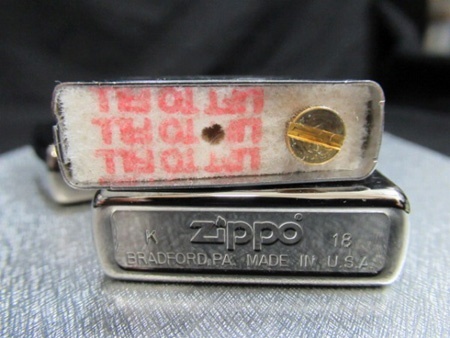 LIFT TO FILL
LIFT TO FILL
LIFT TO FILL
K zippo® 18
BRADFORD,PA. MADE IN U.S.A.